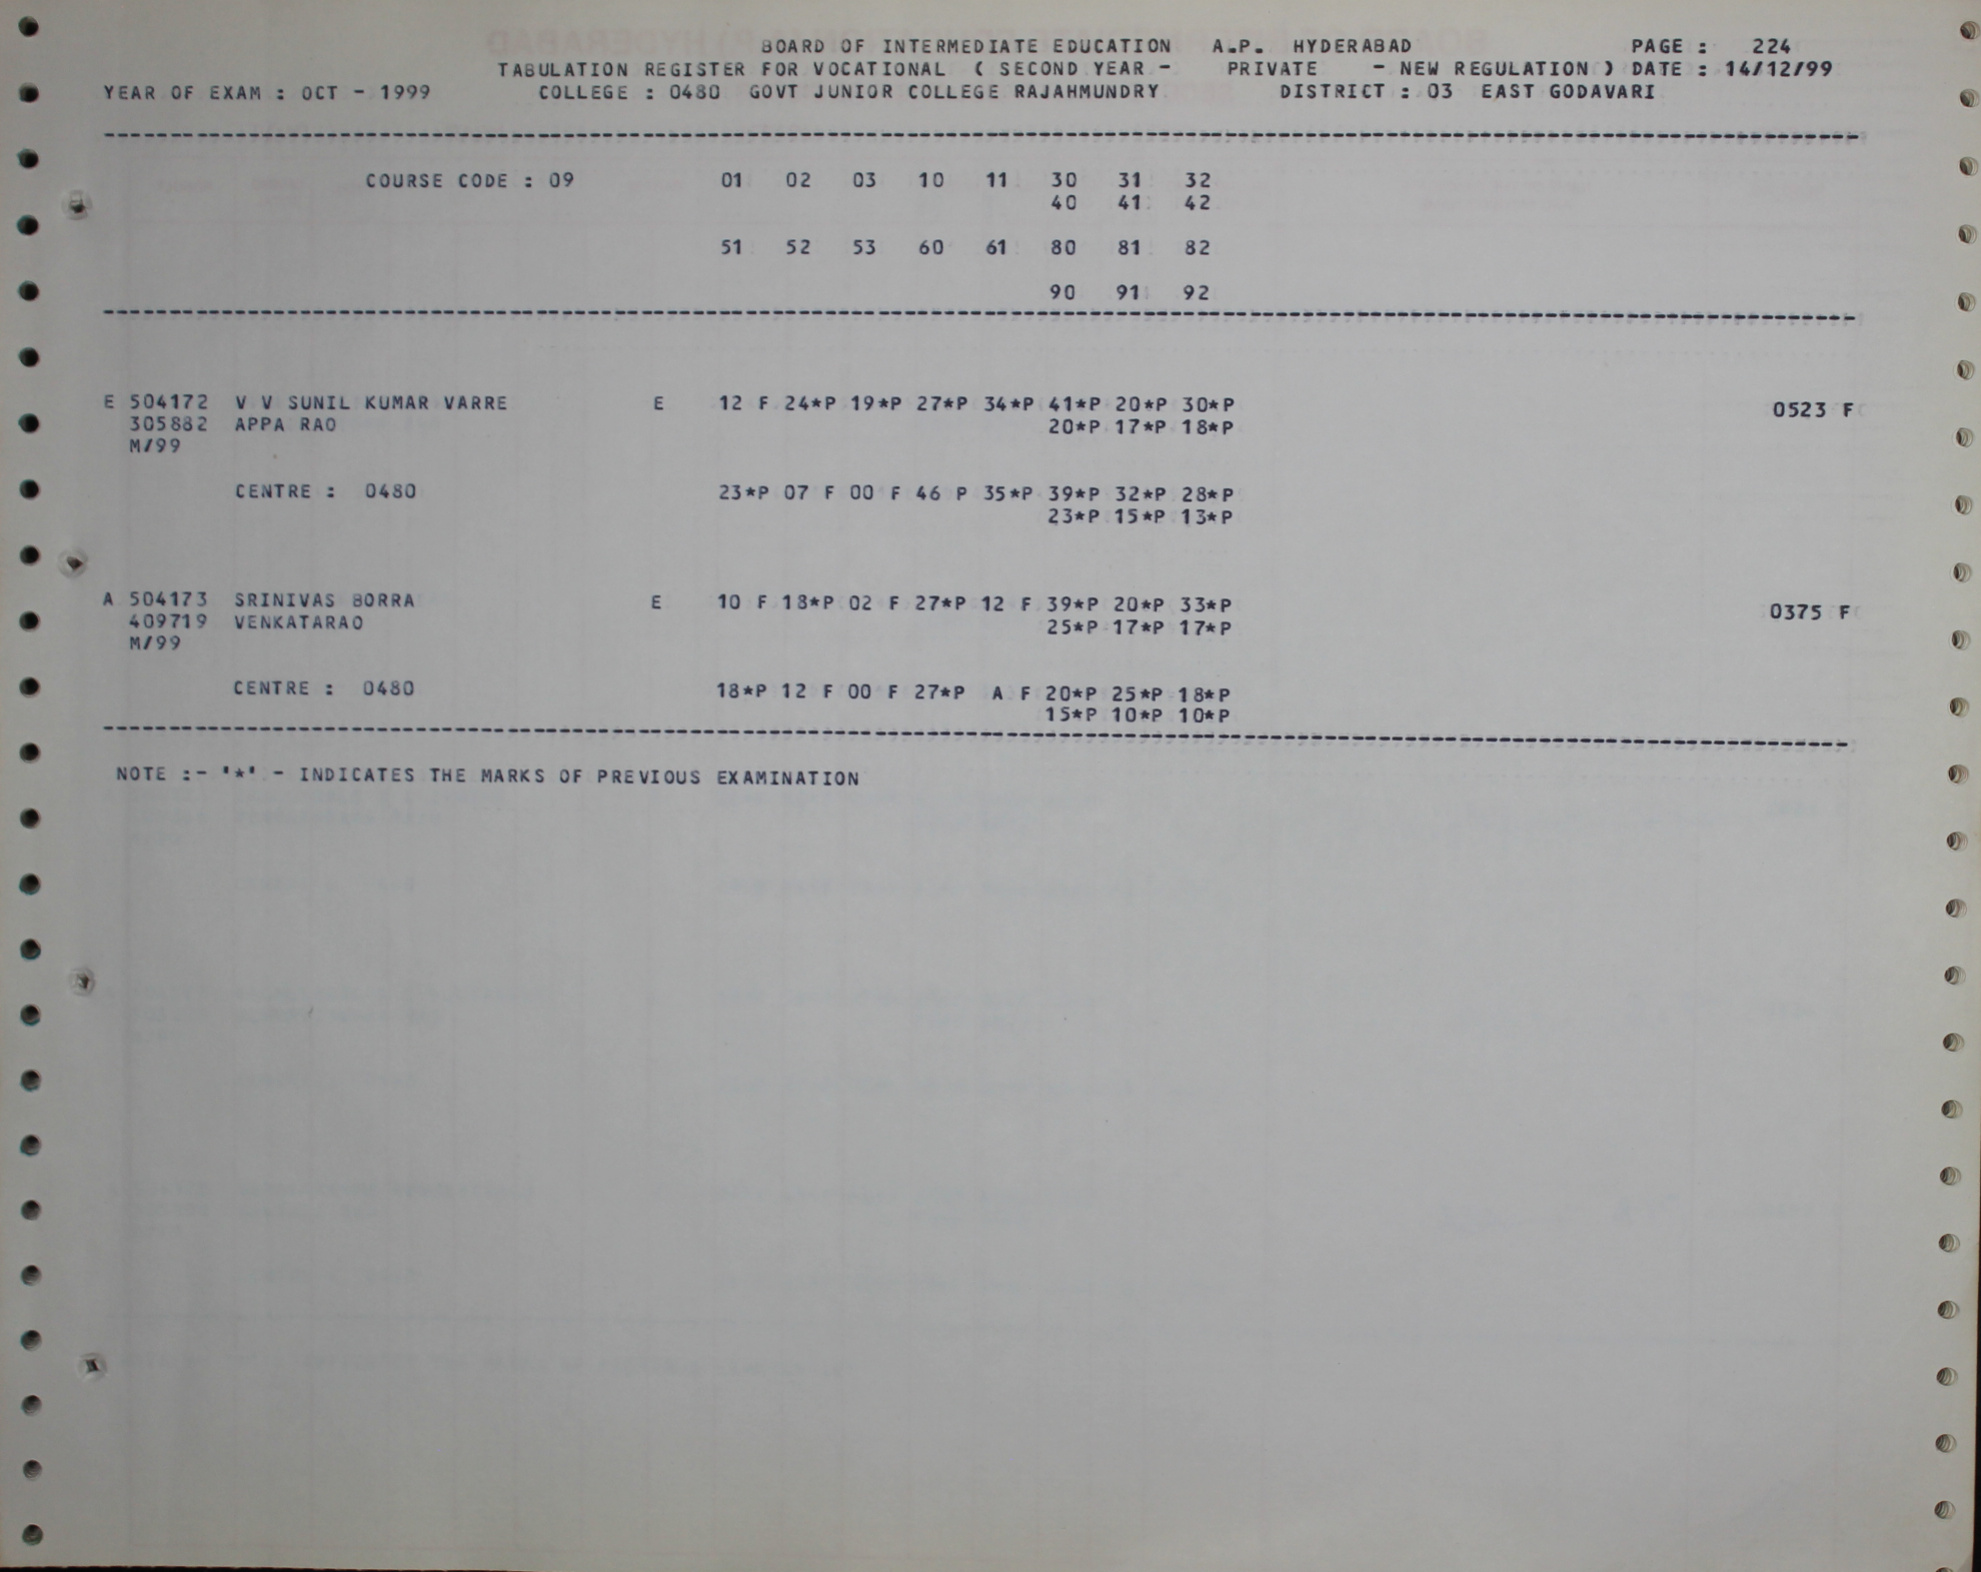 BOARD OF INTERMEDIATE EDUCATION A.P. HYDERABAD PAGE : 224
TABULATION REGISTER FOR VOCATIONAL ( SECOND YEAR - PRIVATE - NEW REGULATION ) DATE : 14/12/99
YEAR OF EXAM : OCT - 1999 COLLEGE : 0480 GOVT JUNIOR COLLEGE RAJAHMUNDRY DISTRICT : 03 EAST GODAVARI
COURSE CODE : 09 01 02 03 10 11 30 31 32
40 41 42
51 52 53 60 61 80 81 82
90 91 92
E 504172 V V SUNIL KUMAR VARRE E 12 F 24*P 19*P 27*P 34*P 41*P 20*P 30*P 0523 F
305882 APPA RAO 20*P 17*P 18*P
M/99
CENTRE : 0480 23*P 07 F 00 F 46 P 35*P 39*P 32*P 28*P
23*P 15*P 13*P
A 504173 SRINIVAS BORRA E 10 F 18*P 02 F 27*P 12 F 39*P 20*P 33*P 0375 F
409719 VENKATARAO 25*P 17*P 17*P
M/99
CENTRE : 0480 18*P 12 F 00 F 27*P A F 20*P 25*P 18*P
15*P 10*P 10*P
NOTE :- '*' - INDICATES THE MARKS OF PREVIOUS EXAMINATION